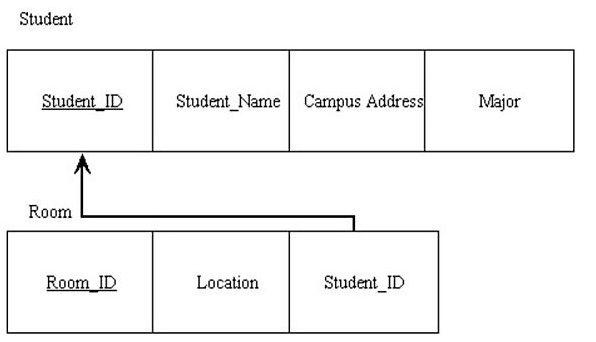 Student
Student_ID Student_Name Campus Address Major
Room
Room_ID Location Student_ID